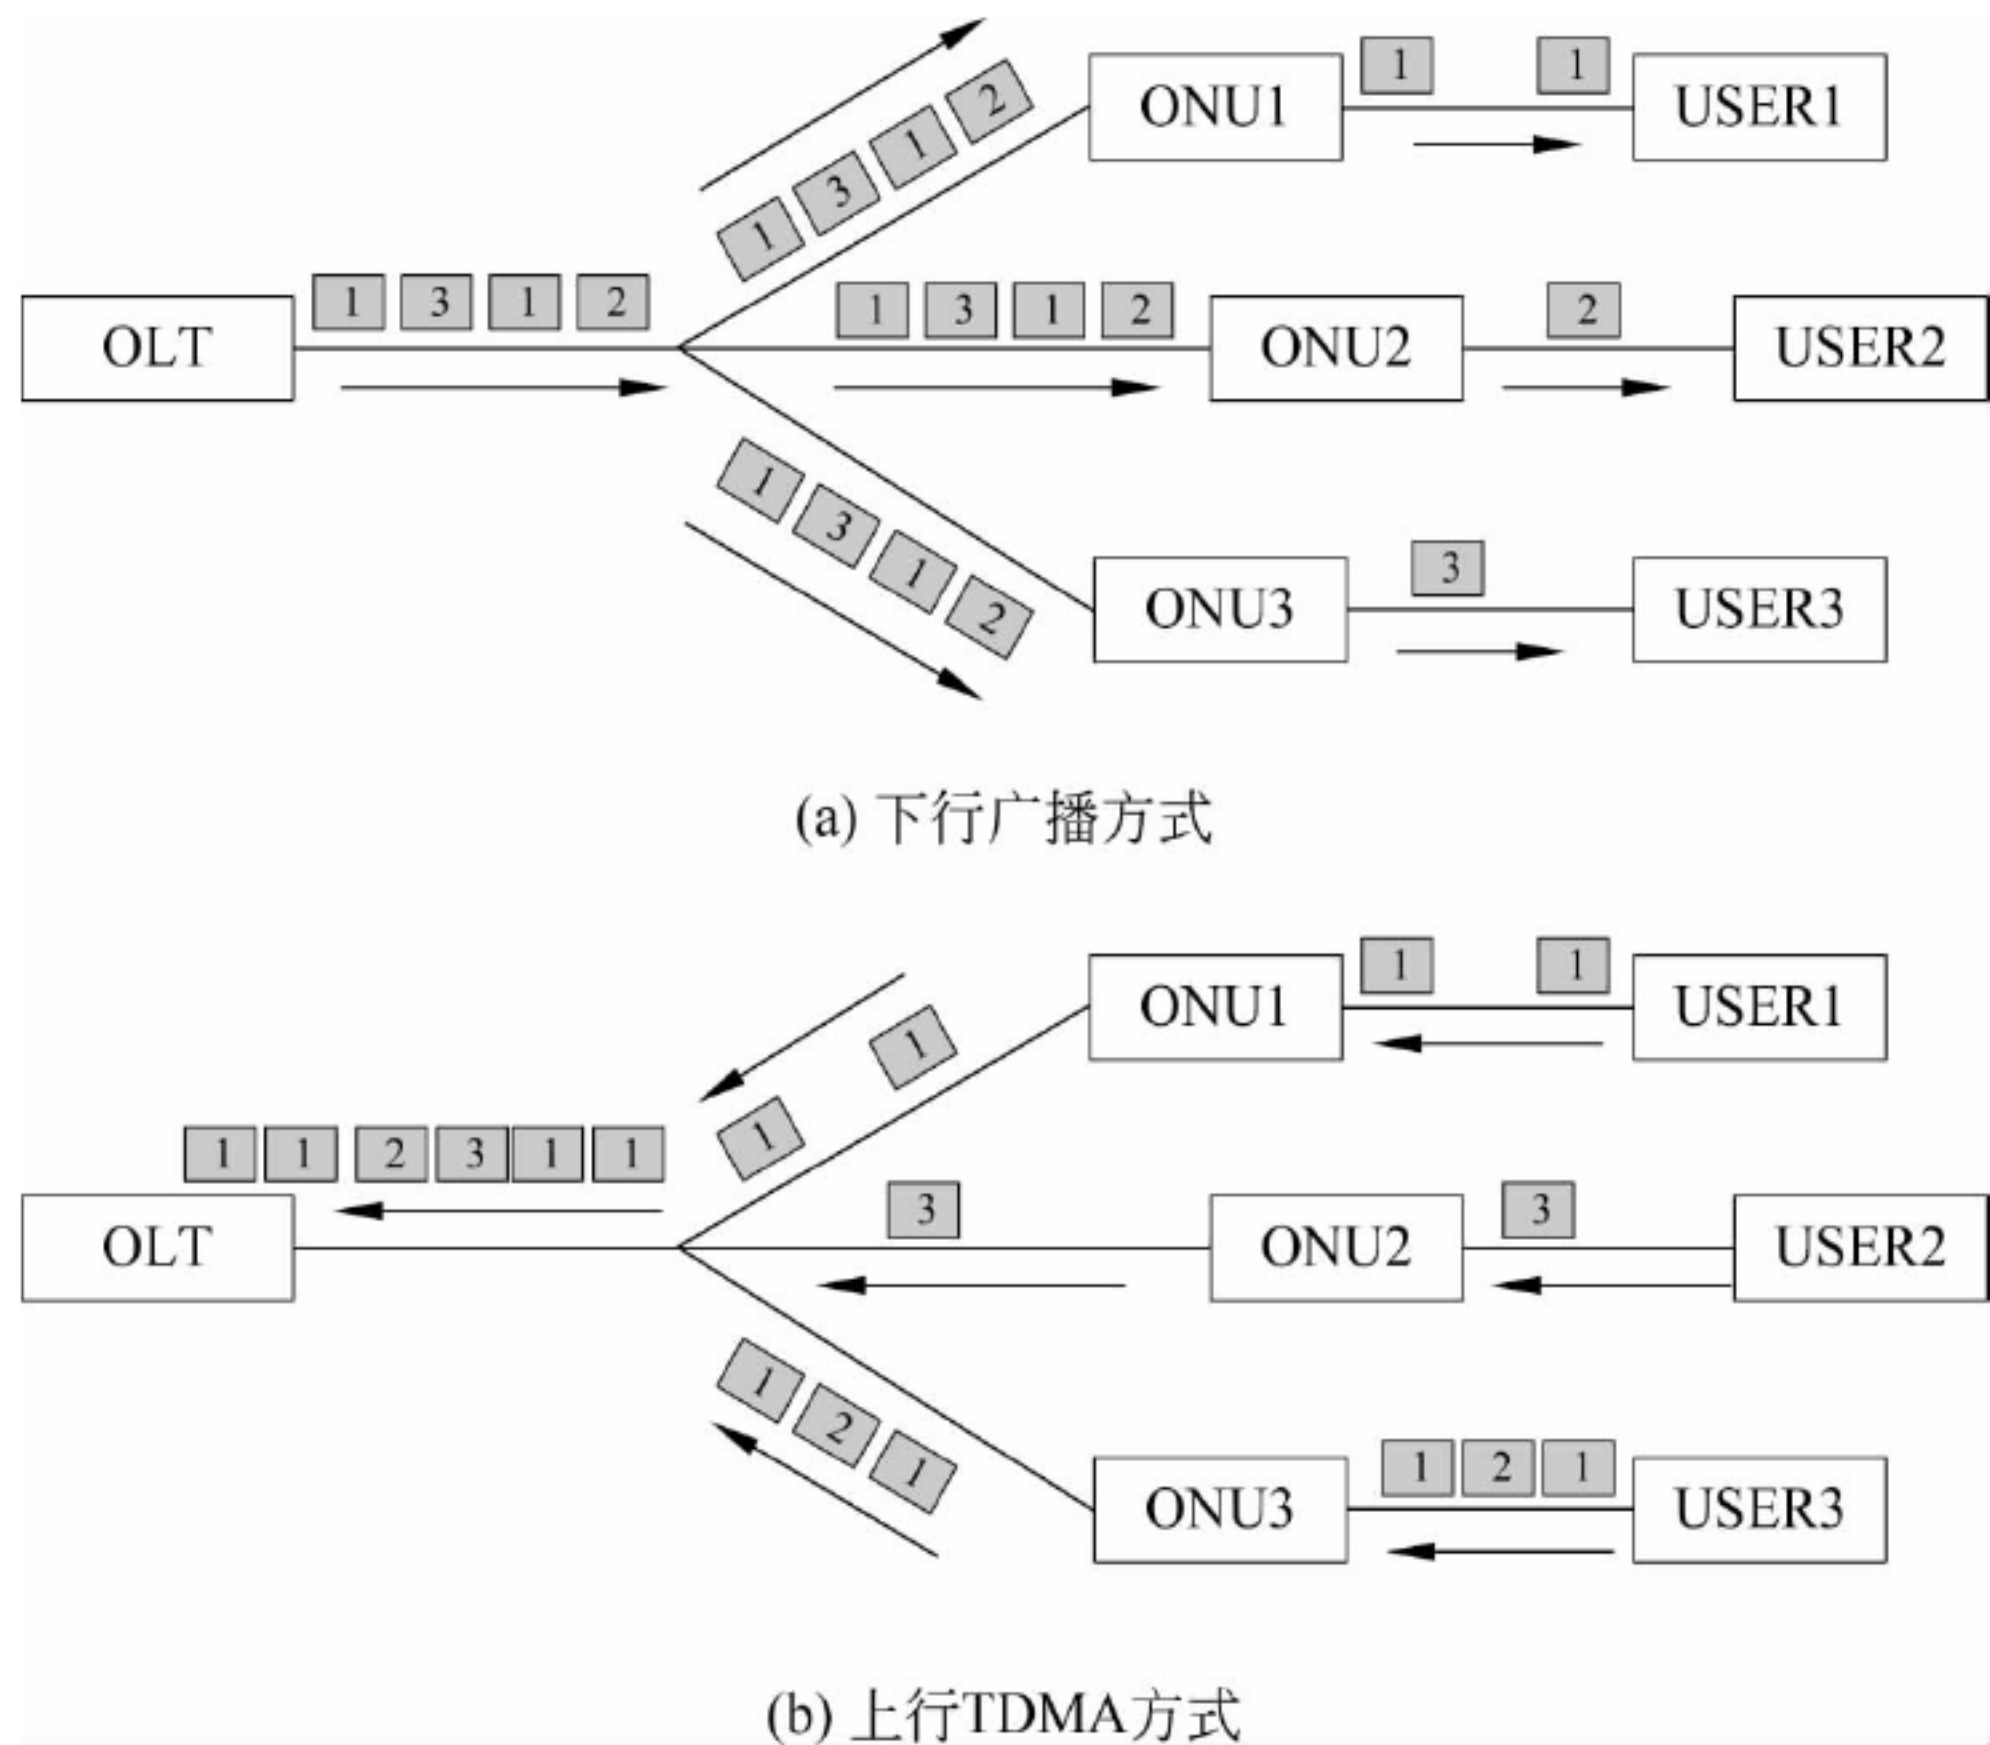 1 3 1 2
ONU1
1 1
USER1
OLT
1 3 1 2
1 3 1 2
ONU2
2
USER2
1 3 1 2
ONU3
3
USER3
(a) 下行广播方式
1 1
ONU1
1 1
USER1
OLT
1 1 2 3 1 1
3
ONU2
3
USER2
1 2 1
ONU3
1 2 1
USER3
(b) 上行TDMA方式